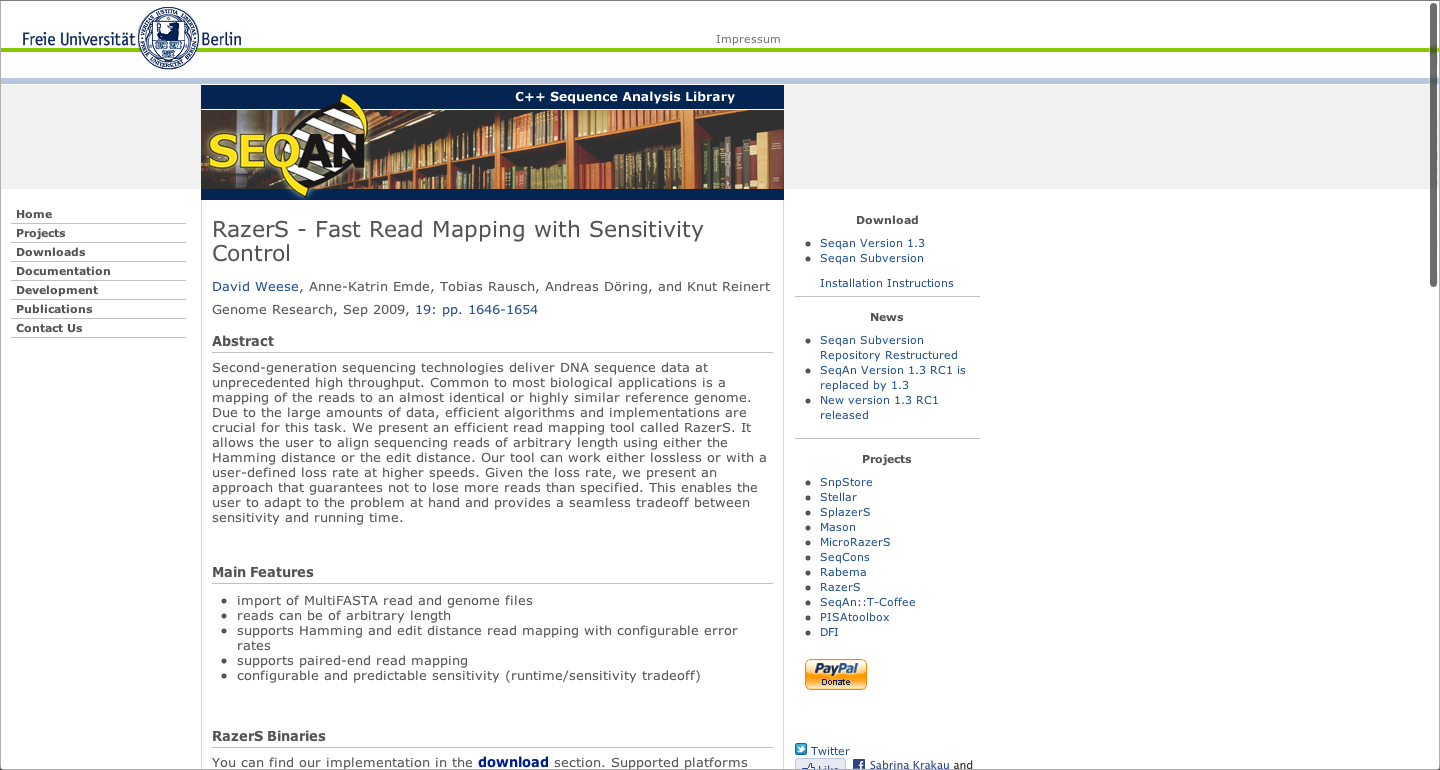 Freie Universität Berlin
Impressum
C++ Sequence Analysis Library
SEQAN
Home
Projects
Downloads
Documentation
Development
Publications
Contact Us
RazerS - Fast Read Mapping with Sensitivity
Control
David Weese, Anne-Katrin Emde, Tobias Rausch, Andreas Döring, and Knut Reinert
Genome Research, Sep 2009, 19: pp. 1646-1654
Abstract
Second-generation sequencing technologies deliver DNA sequence data at
unprecedented high throughput. Common to most biological applications is a
mapping of the reads to an almost identical or highly similar reference genome.
Due to the large amounts of data, efficient algorithms and implementations are
crucial for this task. We present an efficient read mapping tool called RazerS. It
allows the user to align sequencing reads of arbitrary length using either the
Hamming distance or the edit distance. Our tool can work either lossless or with a
user-defined loss rate at higher speeds. Given the loss rate, we present an
approach that guarantees not to lose more reads than specified. This enables the
user to adapt to the problem at hand and provides a seamless tradeoff between
sensitivity and running time.
Main Features
import of MultiFASTA read and genome files
reads can be of arbitrary length
supports Hamming and edit distance read mapping with configurable error
rates
supports paired-end read mapping
configurable and predictable sensitivity (runtime/sensitivity tradeoff)
RazerS Binaries
You can find our implementation in the download section. Supported platforms
Download
Seqan Version 1.3
Seqan Subversion
Installation Instructions
News
Seqan Subversion
Repository Restructured
SeqAn Version 1.3 RC1 is
replaced by 1.3
New version 1.3 RC1
released
Projects
SnpStore
Stellar
SplazerS
Mason
MicroRazerS
SeqCons
Rabema
RazerS
SeqAn::T-Coffee
PISAtoolbox
DFI
PayPal
Donate
Twitter
Like
Sabrina Krakau and